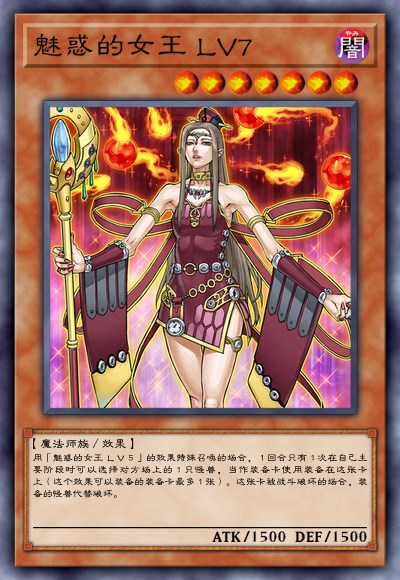 魅惑的女王 LV7
やみ
闇
【魔法师族／效果】
用「魅惑的女王 LV5」的效果特殊召唤的场合，1回合只有1次在自己主
要阶段时可以选择对方场上的1只怪兽，当作装备卡使用装备在这张卡
上（这个效果可以装备的装备卡最多1张）。这张卡被战斗破坏的场合，装
备的怪兽代替破坏。
ATK/1500 DEF/1500